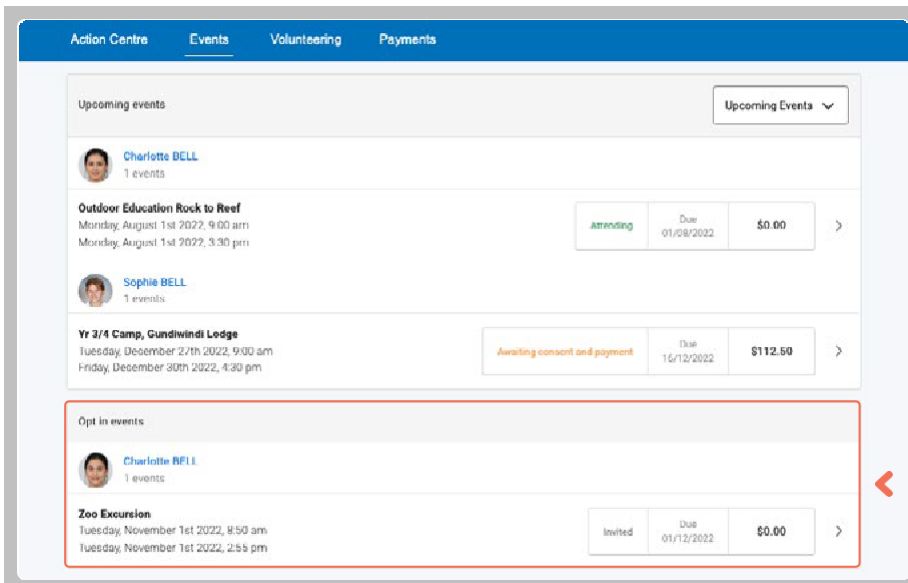 Action Centre Events Volunteering Payments
Upcoming events
Upcoming Events
Charlotte BELL
1 events
Outdoor Education Rock to Reef
Monday, August 1st 2022, 9:00 am
Monday, August 1st 2022, 3:30 pm
Attending
Due
01/08/2022
$0.00
Sophie BELL
1 events
Yr 3/4 Camp, Gundiwindi Lodge
Tuesday, December 27th 2022, 9:00 am
Friday, December 30th 2022, 4:30 pm
Awaiting consent and payment
Due
16/12/2022
$112.50
Opt in events
Charlotte BELL
1 events
Zoo Excursion
Tuesday, November 1st 2022, 8:50 am
Tuesday, November 1st 2022, 2:55 pm
Invited
Due
01/12/2022
$0.00